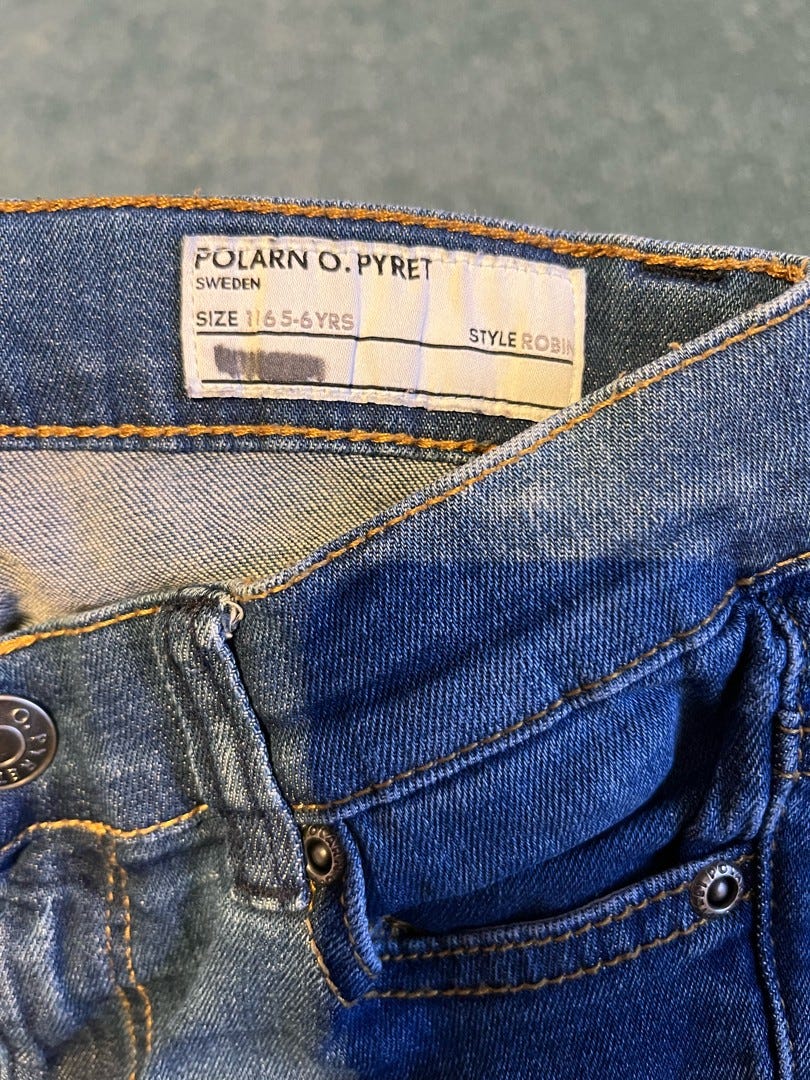 POLARN O. PYRET
SWEDEN
SIZE 116 5-6 YRS
STYLE ROBIN